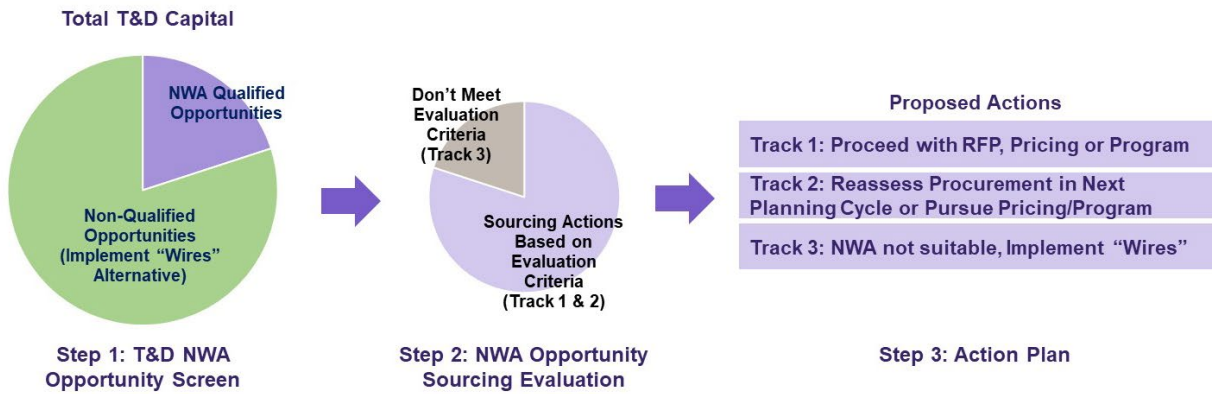 Total T&D Capital
NWA Qualified
Opportunities
Non-Qualified
Opportunities
(Implement “Wires”
Alternative)
Step 1: T&D NWA
Opportunity Screen
Don’t Meet
Evaluation
Criteria
(Track 3)
Sourcing Actions
Based on
Evaluation
Criteria
(Track 1 & 2)
Step 2: NWA Opportunity
Sourcing Evaluation
Proposed Actions
Track 1: Proceed with RFP, Pricing or Program
Track 2: Reassess Procurement in Next
Planning Cycle or Pursue Pricing/Program
Track 3: NWA not suitable, Implement “Wires”
Step 3: Action Plan